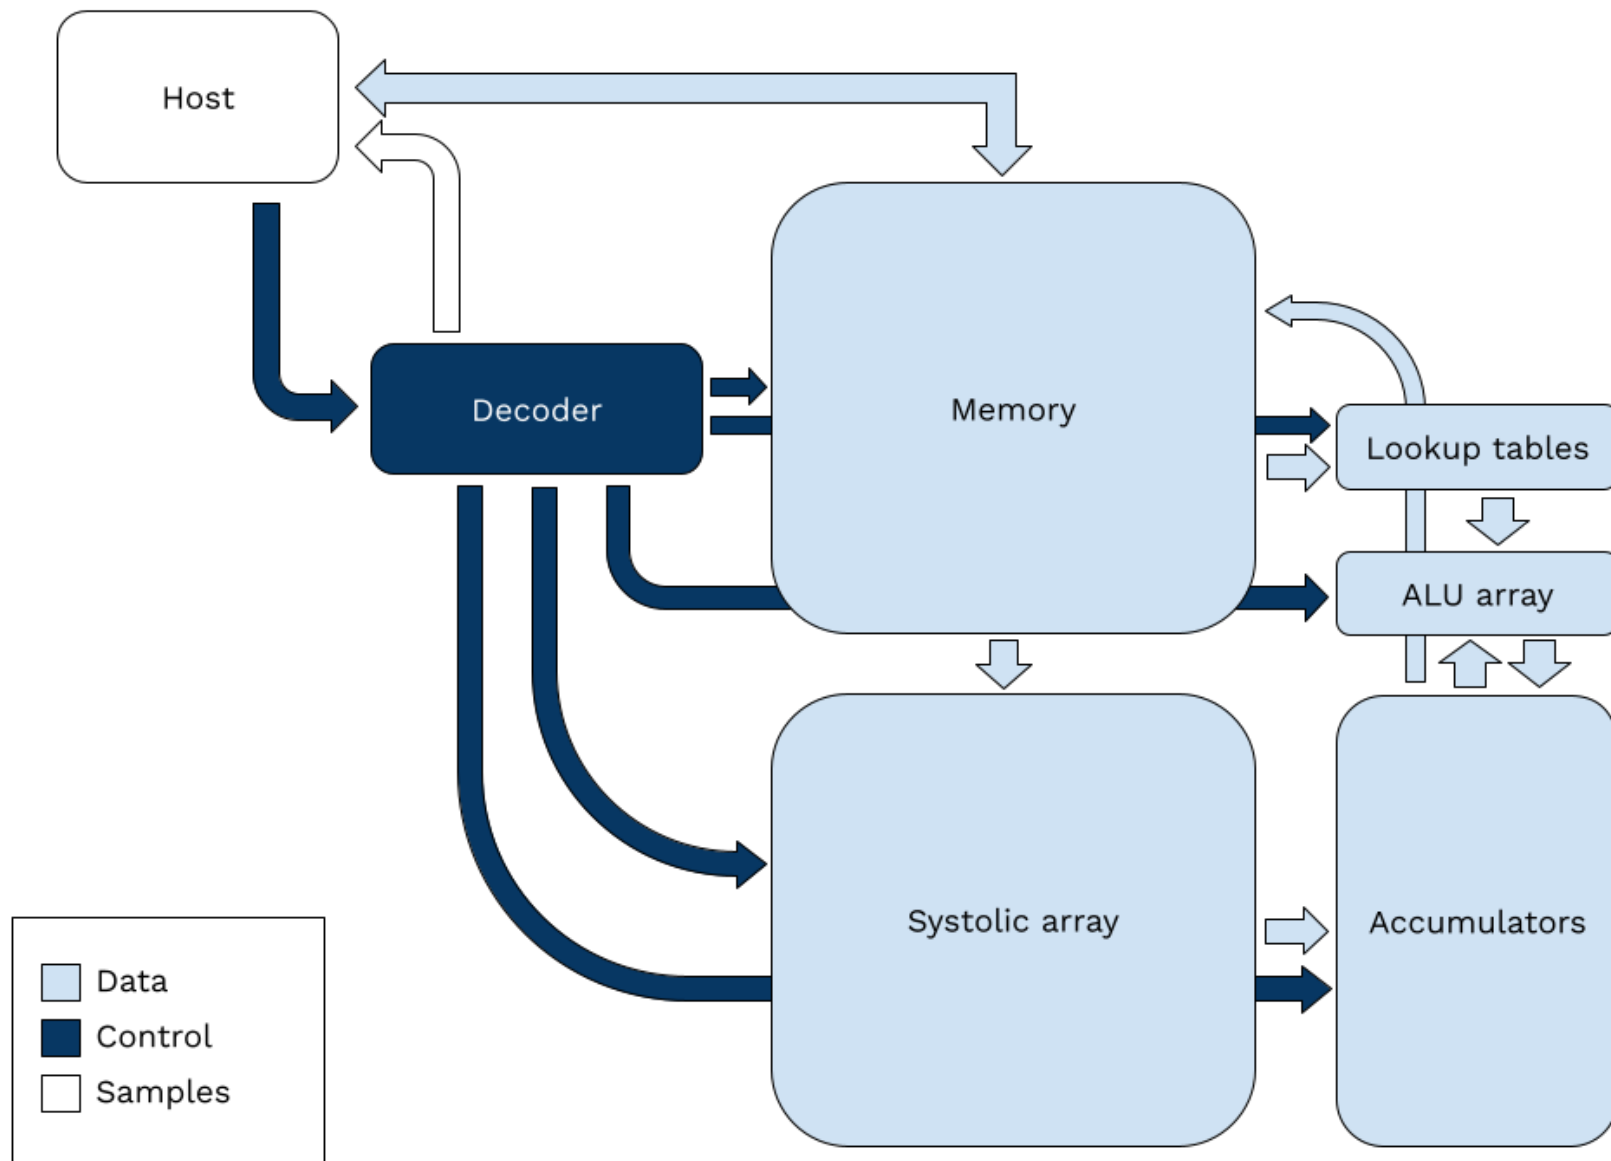 Host
Decoder
Memory
Lookup tables
ALU array
Systolic array
Accumulators
Data
Control
Samples